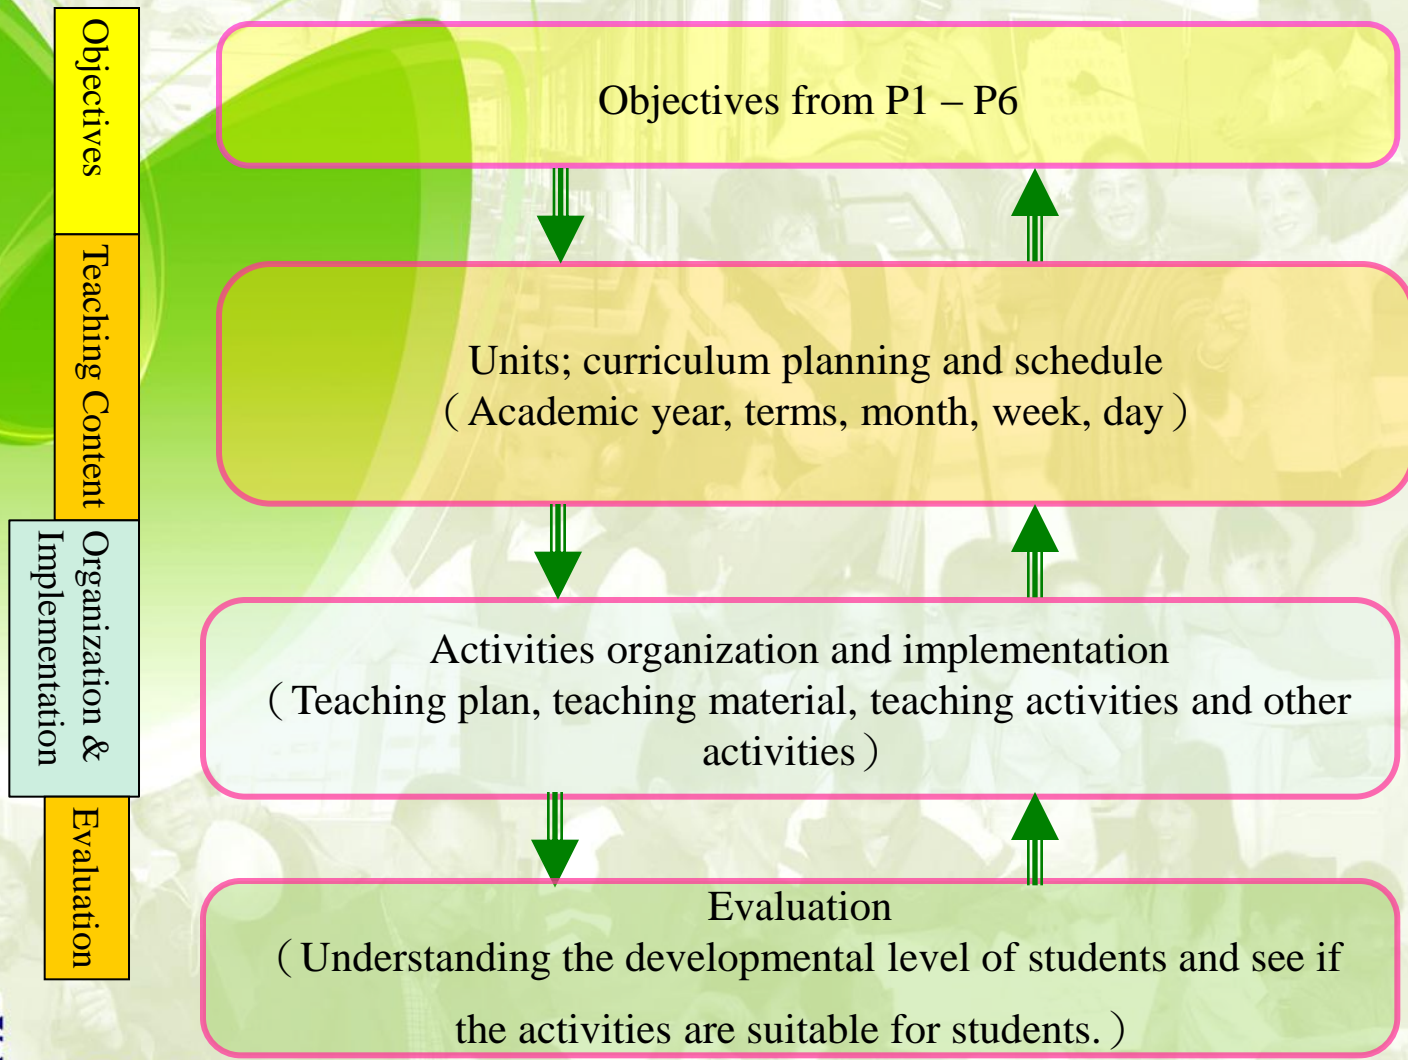 Objectives
Objectives from P1 – P6
Teaching Content
Units; curriculum planning and schedule
（Academic year, terms, month, week, day）
Organization &
Implementation
Activities organization and implementation
（Teaching plan, teaching material, teaching activities and other
activities）
Evaluation
Evaluation
（Understanding the developmental level of students and see if
the activities are suitable for students.）